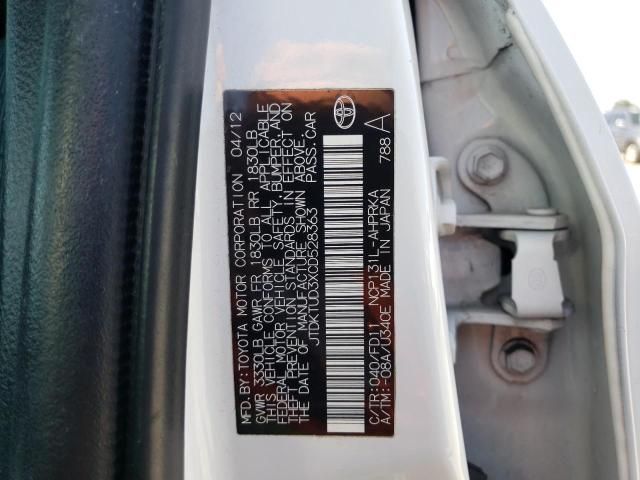 MFD.BY:TOYOTA MOTOR CORPORATION 04/12
GVWR 3330LB GAWR FR 1830LB RR 1830LB
THIS VEHICLE CONFORMS TO ALL APPLICABLE
FEDERAL MOTOR VEHICLE SAFETY, BUMPER, AND
THEFT PREVENTION STANDARDS IN EFFECT ON
THE DATE OF MANUFACTURE SHOWN ABOVE.
JTDKTUD3XCD528363 PASS.CAR
C/TR:040/FD11 NCP131L-AHPRKA
A/TM:-08A/U340E MADE IN JAPAN 788 A